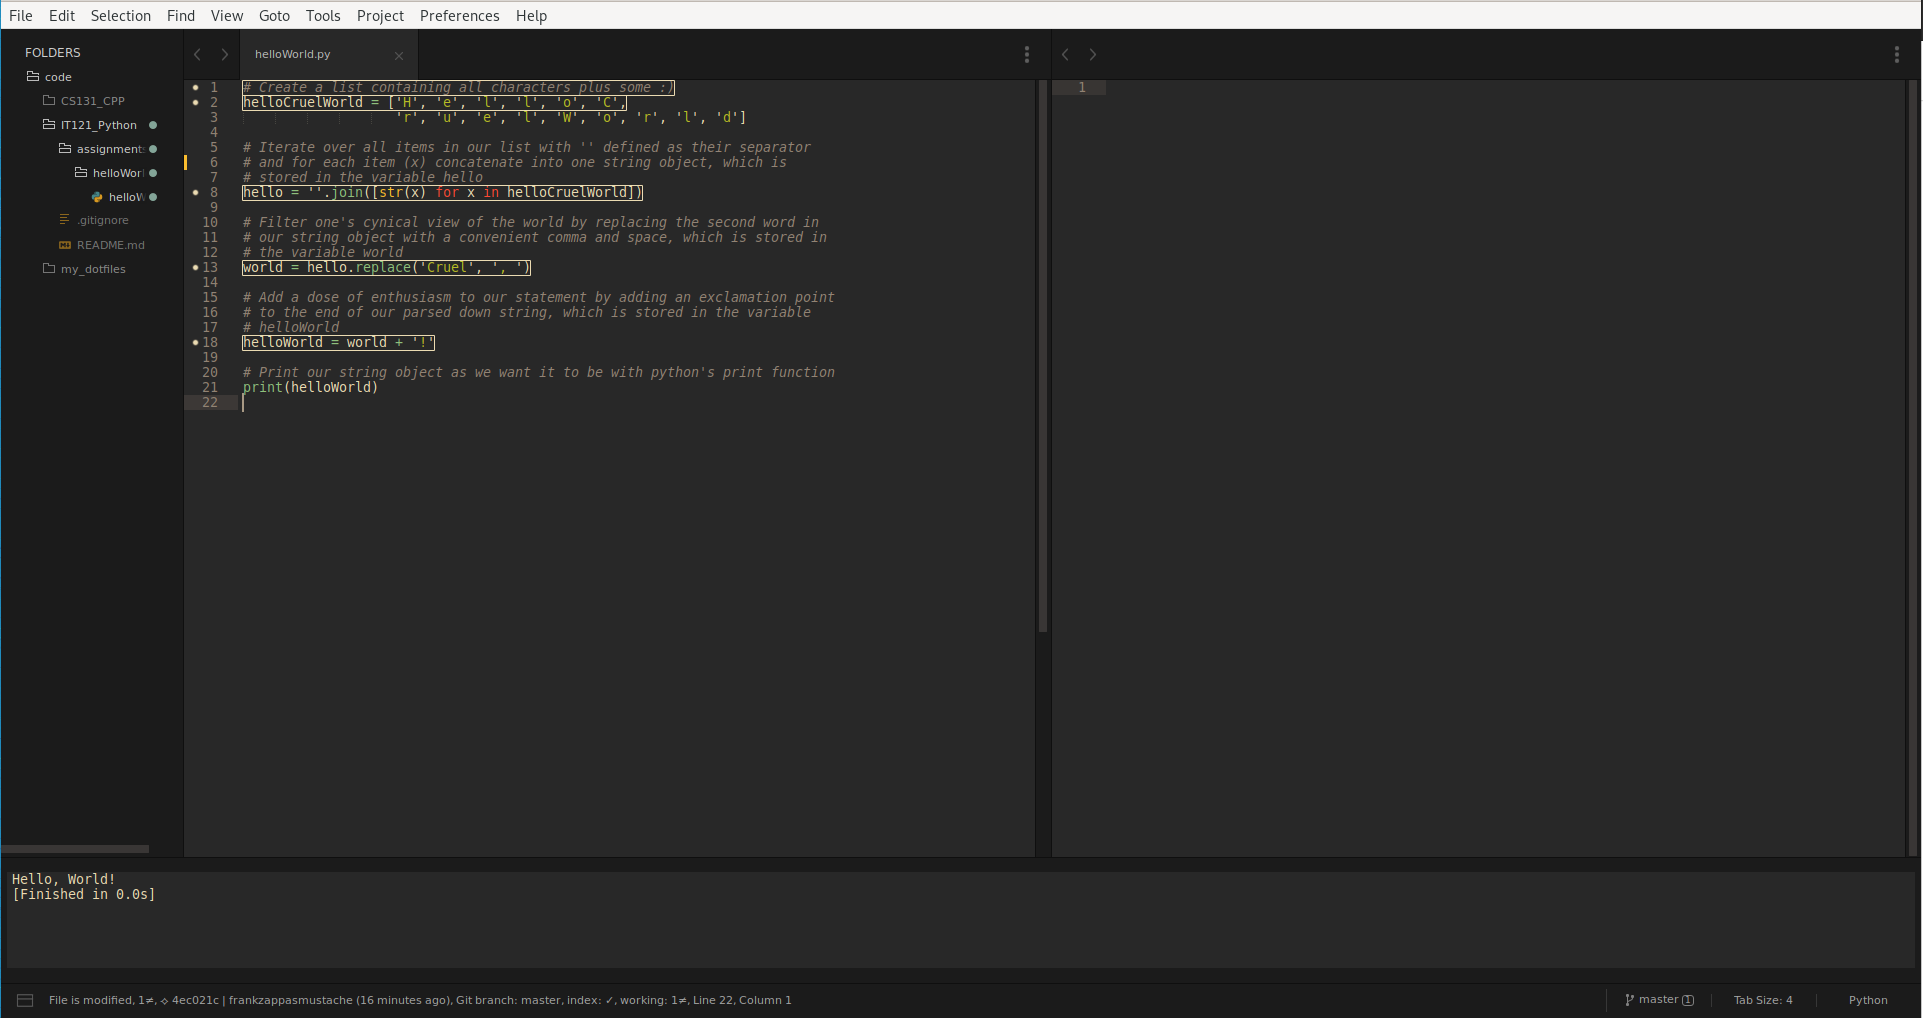 File Edit Selection Find View Goto Tools Project Preferences Help
FOLDERS
code
CS131_CPP
IT121_Python
assignment
helloWor
helloW
.gitignore
README.md
my_dotfiles
helloWorld.py
1 # Create a list containing all characters plus some :)
2 helloCruelWorld = ['H', 'e', 'l', 'l', 'o', 'C',
3 'r', 'u', 'e', 'l', 'W', 'o', 'r', 'l', 'd']
4
5 # Iterate over all items in our list with '' defined as their separator
6 # and for each item (x) concatenate into one string object, which is
7 # stored in the variable hello
8 hello = ''.join([str(x) for x in helloCruelWorld])
9
10 # Filter one's cynical view of the world by replacing the second word in
11 # our string object with a convenient comma and space, which is stored in
12 # the variable world
13 world = hello.replace('Cruel', ', ')
14
15 # Add a dose of enthusiasm to our statement by adding an exclamation point
16 # to the end of our parsed down string, which is stored in the variable
17 # helloWorld
18 helloWorld = world + '!'
19
20 # Print our string object as we want it to be with python's print function
21 print(helloWorld)
22
1
Hello, World!
[Finished in 0.0s]
File is modified, 1≠, ⟐ 4ec021c | frankzappasmustache (16 minutes ago), Git branch: master, index: ✓, working: 1≠, Line 22, Column 1
master 1
Tab Size: 4
Python